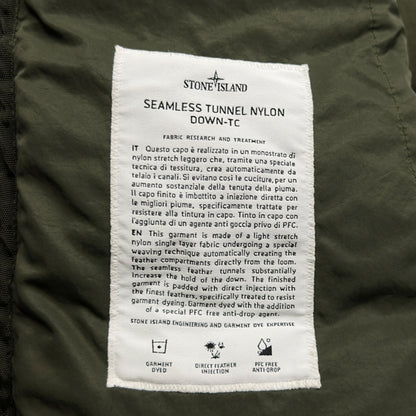 STONE ISLAND
SEAMLESS TUNNEL NYLON
DOWN-TC
FABRIC RESEARCH AND TREATMENT
IT Questo capo è realizzato in un monostrato di
nylon stretch leggero che, tramite una speciale
tecnica di tessitura, crea automaticamente da
telaio i canali. Si evitano così le cuciture, per un
aumento sostanziale della tenuta della piuma.
Il capo finito è imbottito a iniezione diretta con
le migliori piume, specificamente trattate per
resistere alla tintura in capo. Tinto in capo con
l'aggiunta di un agente anti goccia privo di PFC.
EN This garment is made of a light stretch
nylon single layer fabric undergoing a special
weaving technique automatically creating the
feather compartments directly from the loom.
The seamless feather tunnels substantially
increase the hold of the down. The finished
garment is padded with direct injection with
the finest feathers, specifically treated to resist
garment dyeing. Garment dyed with the addition
of a special PFC free anti-drop agent.
STONE ISLAND ENGINEERING AND GARMENT DYE EXPERTISE
GARMENT DYED
DIRECT FEATHER INJECTION
PFC FREE ANTI-DROP